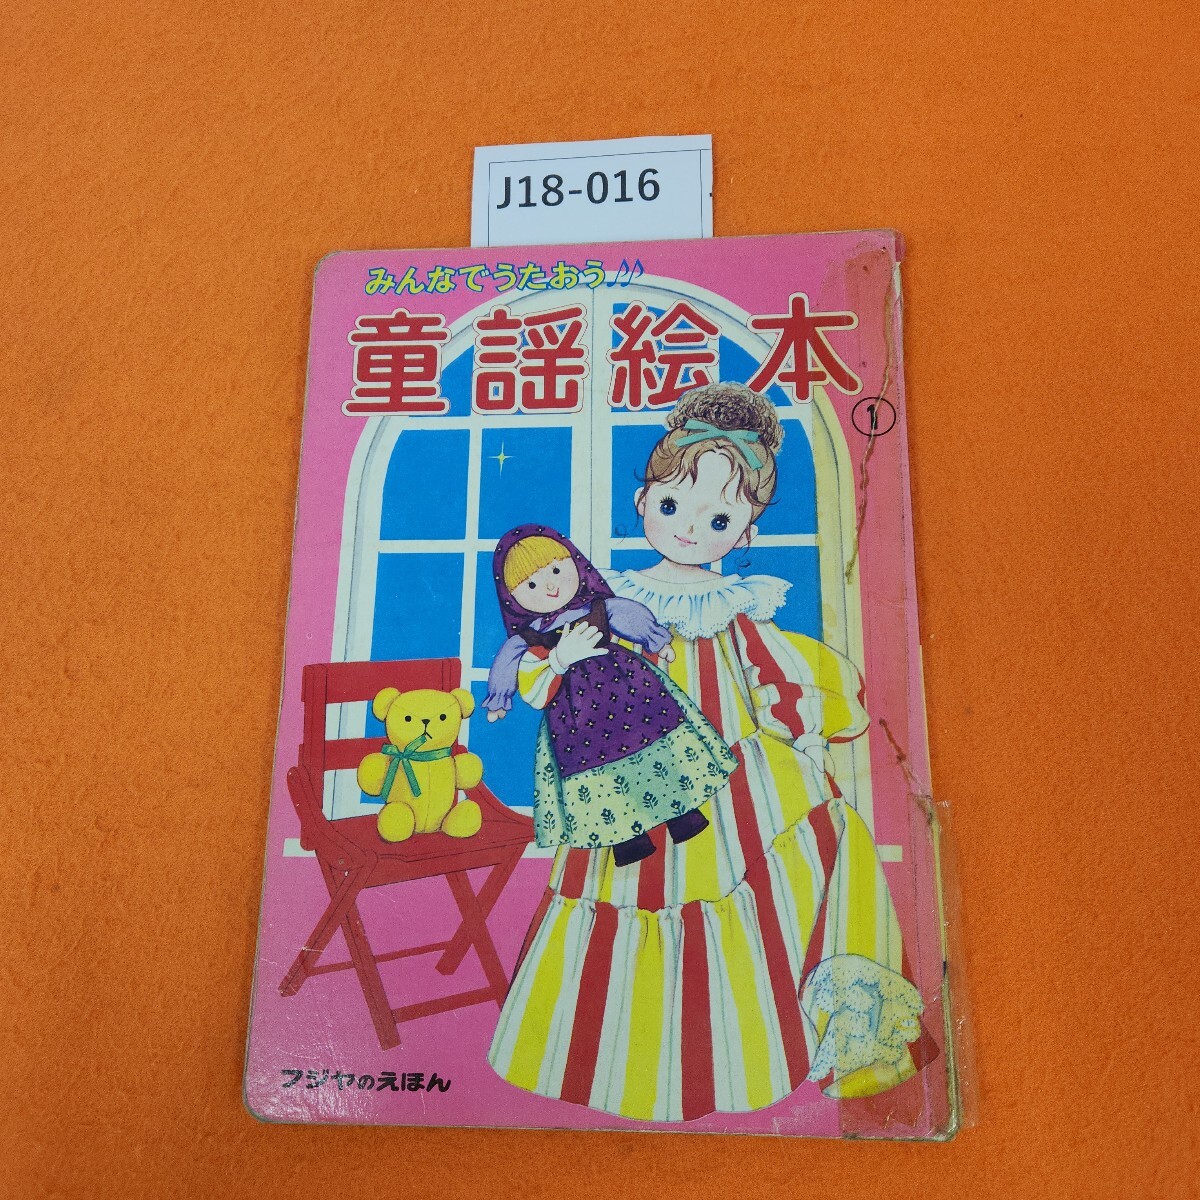 J18-016
みんなでうたおう♪♪
童謡絵本
①
フジヤのえほん